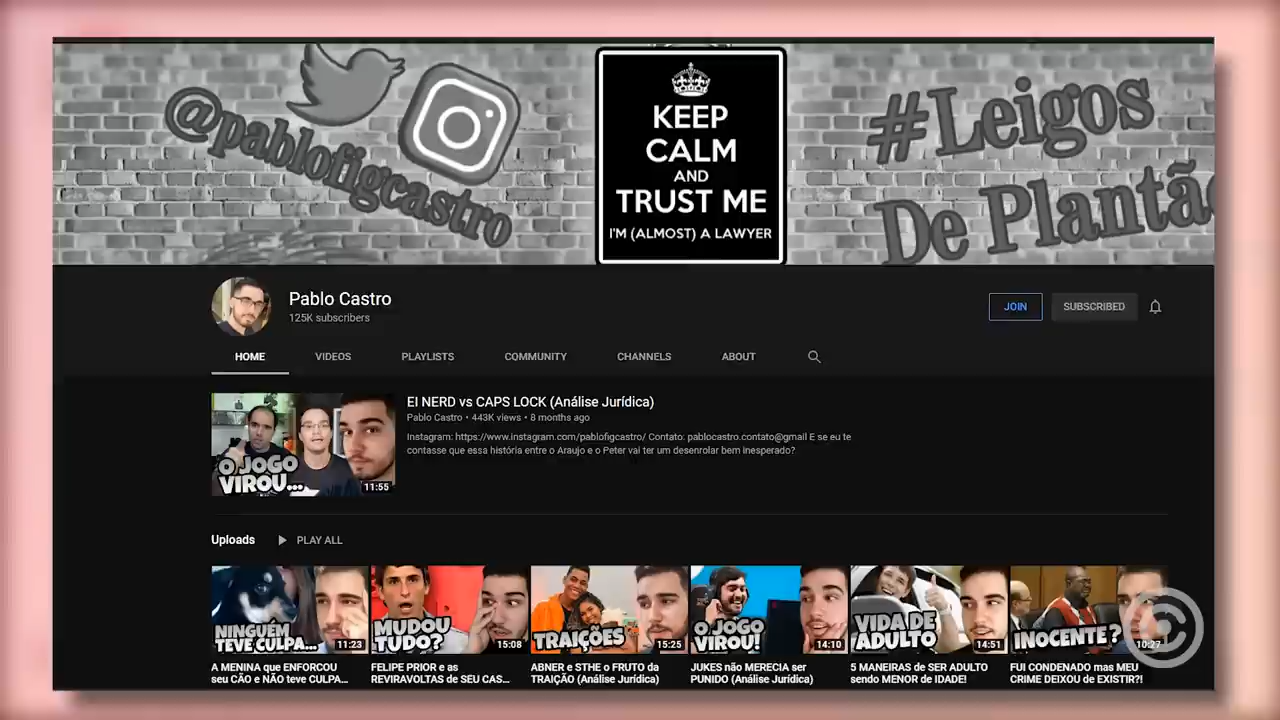 @pablofigcastro
KEEP
CALM
AND
TRUST ME
I'M (ALMOST) A LAWYER
#Leigos
De Plantão
Pablo Castro
125K subscribers
JOIN
SUBSCRIBED
HOME
VIDEOS
PLAYLISTS
COMMUNITY
CHANNELS
ABOUT
O JOGO
VIROU...
11:55
EI NERD vs CAPS LOCK (Análise Jurídica)
Pablo Castro • 443K views • 8 months ago
Instagram: https://www.instagram.com/pablofigcastro/ Contato: pablocastro.contato@gmail E se eu te
contasse que essa história entre o Araujo e o Peter vai ter um desenrolar bem inesperado?
Uploads
PLAY ALL
NINGUÉM
TEVE CULPA...
11:23
A MENINA que ENFORCOU
seu CÃO e NÃO teve CULPA...
MUDOU
TUDO?
15:08
FELIPE PRIOR e as
REVIRAVOLTAS de SEU CAS...
TRAIÇÕES
15:25
ABNER e STHE o FRUTO da
TRAIÇÃO (Análise Jurídica)
O JOGO
VIROU!
14:10
JUKES não MERECIA ser
PUNIDO (Análise Jurídica)
VIDA DE
ADULTO
14:51
5 MANEIRAS de SER ADULTO
sendo MENOR de IDADE!
INOCENTE?
10:27
FUI CONDENADO mas MEU
CRIME DEIXOU de EXISTIR?!